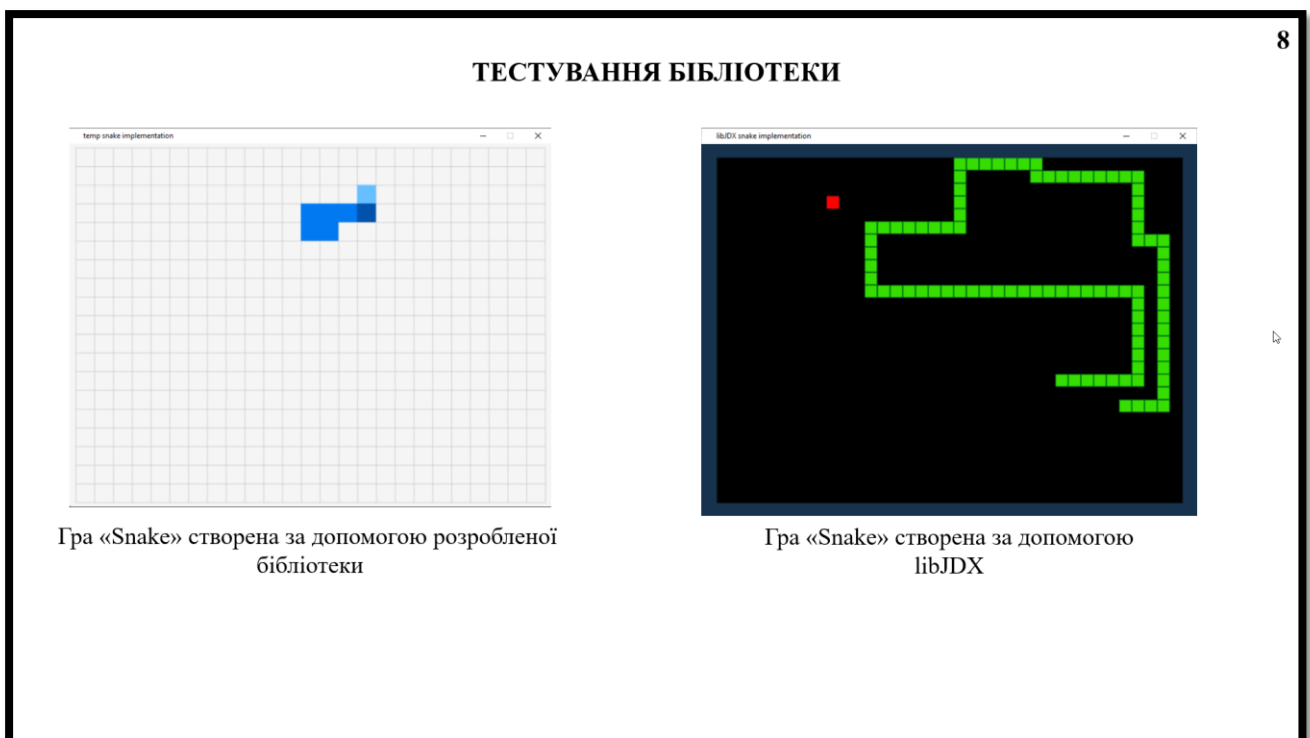 8
ТЕСТУВАННЯ БІБЛІОТЕКИ
temp snake implementation
libJDX snake implementation
Гра «Snake» створена за допомогою розробленої
бібліотеки
Гра «Snake» створена за допомогою
libJDX